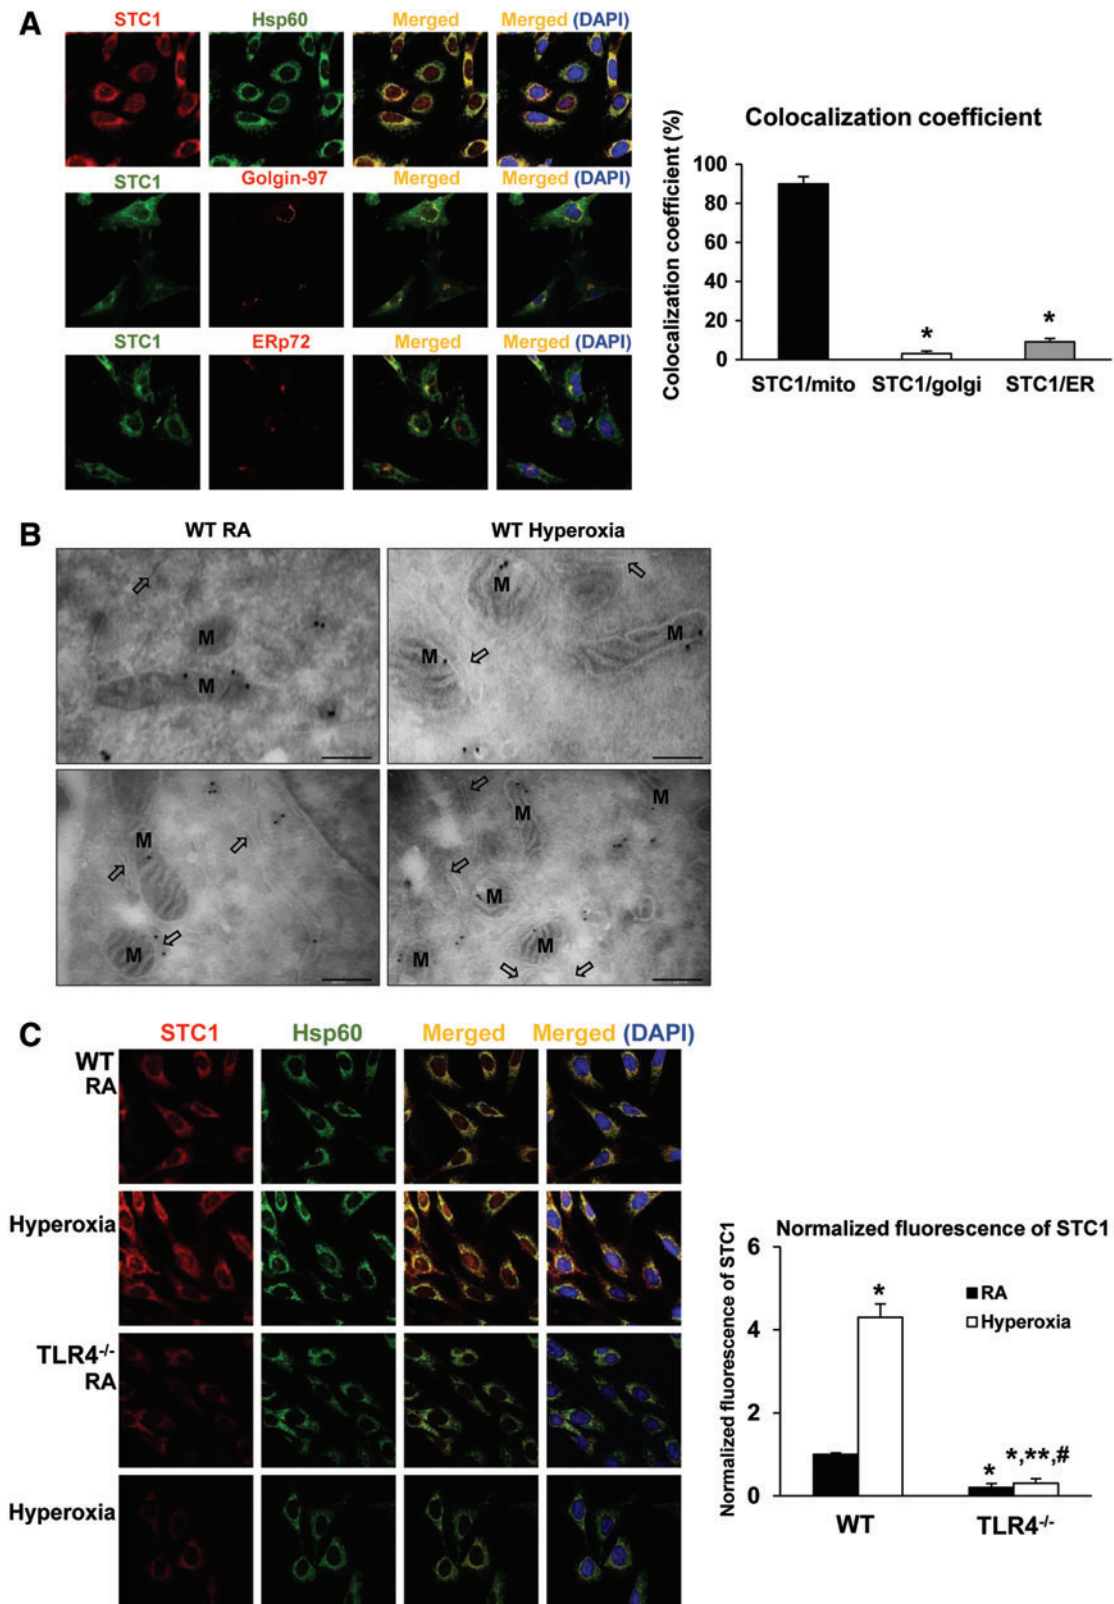 A
STC1 Hsp60 Merged Merged (DAPI)
STC1 Golgin-97 Merged Merged (DAPI)
STC1 ERp72 Merged Merged (DAPI)
Colocalization coefficient
Colocalization coefficient (%)
100
80
60
40
20
0
* *
STC1/mito STC1/golgi STC1/ER
B
WT RA WT Hyperoxia
M
M
M
M
M
M
M
M
M
M
M
M
C
STC1 Hsp60 Merged Merged (DAPI)
WT
RA
Hyperoxia
TLR4-/-
RA
Hyperoxia
Normalized fluorescence of STC1
Normalized fluorescence of STC1
6
4
2
0
RA
Hyperoxia
*
* *,**,#
WT TLR4-/-